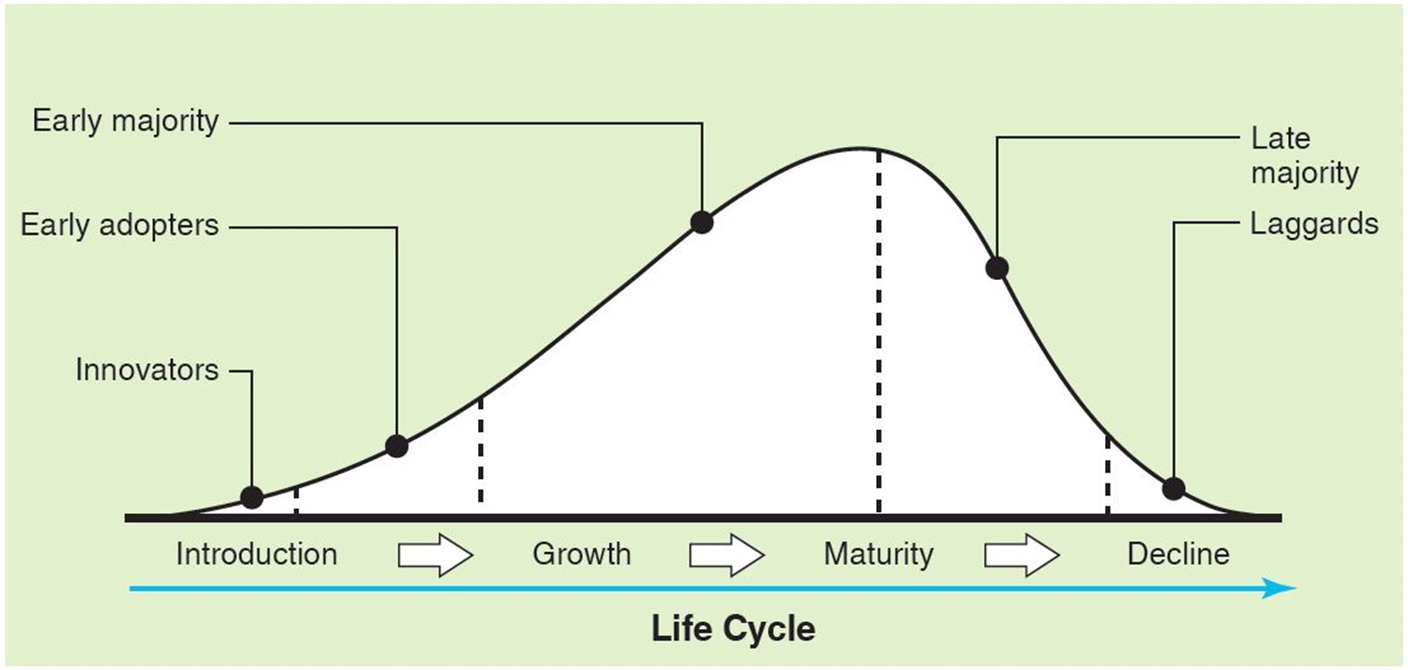 Early majority
Early adopters
Innovators
Late
majority
Laggards
Introduction
Growth
Maturity
Decline
Life Cycle